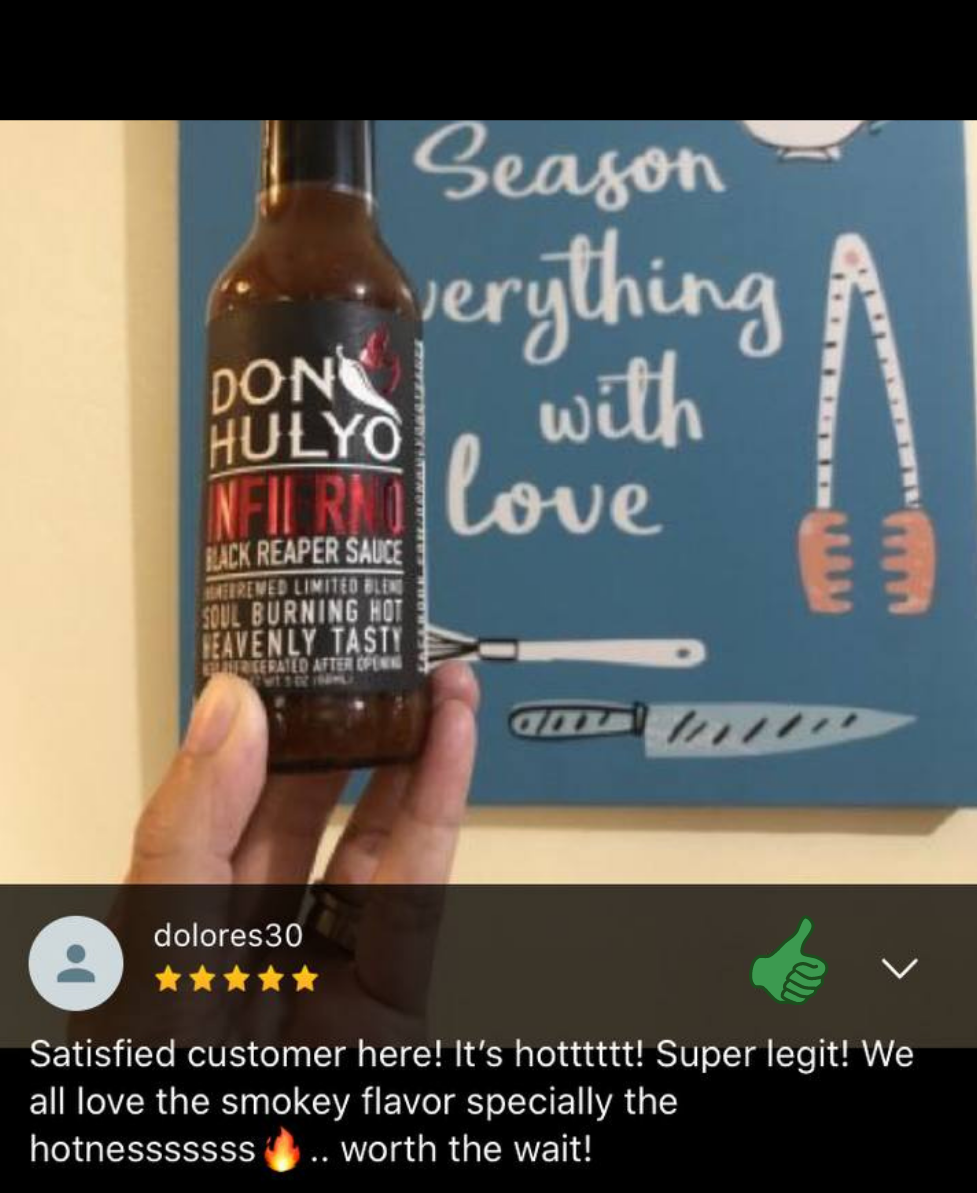 Season
verything
with
love
DON
HULYO
INFIERNO
BLACK REAPER SAUCE
HOMEBREWED LIMITED BLEND
SOUL BURNING HOT
HEAVENLY TASTY
REFRIGERATED AFTER OPENING
dolores30
Satisfied customer here! It’s hotttttt! Super legit! We
all love the smokey flavor specially the
hotnesssssss🔥.. worth the wait!